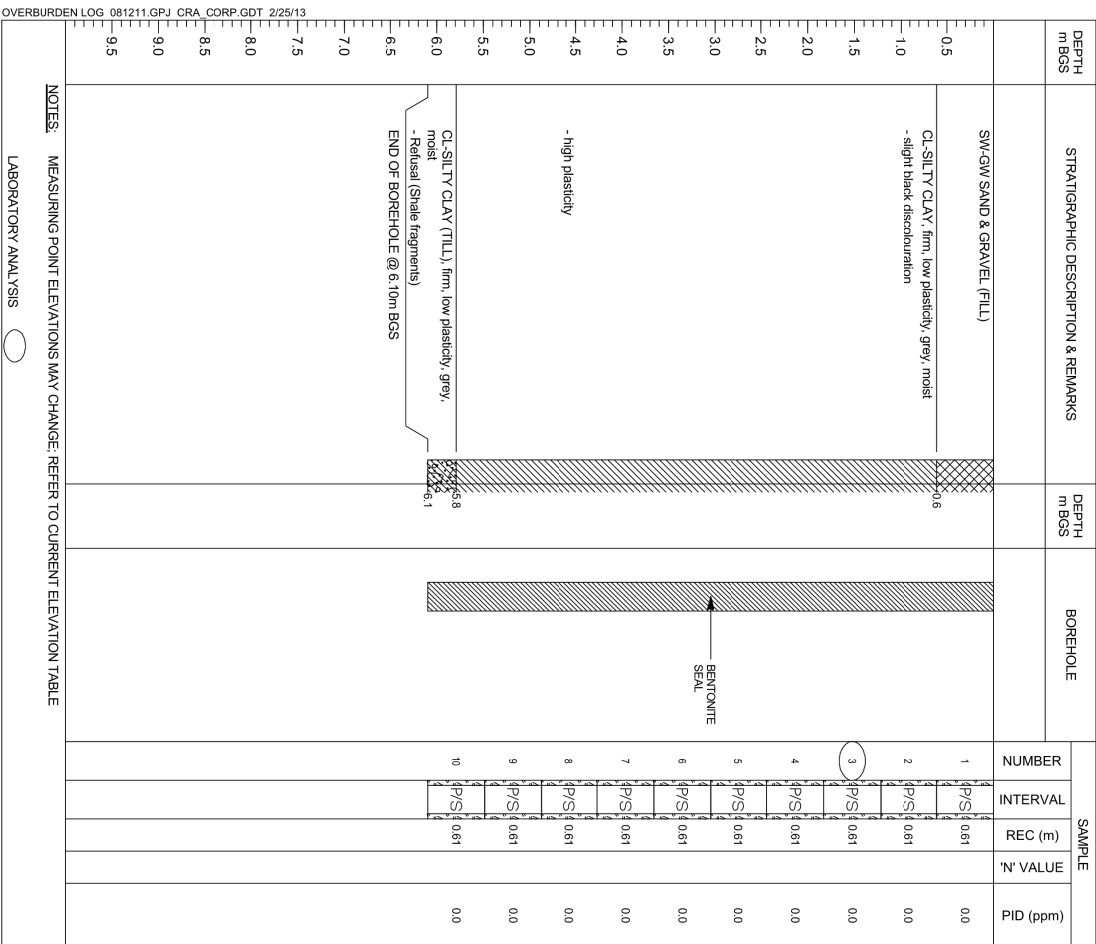 OVERBURDEN LOG 081211.GPJ CRA_CORP.GDT 2/25/13
DEPTH
m BGS
STRATIGRAPHIC DESCRIPTION & REMARKS
DEPTH
m BGS
BOREHOLE
SAMPLE
NUMBER
INTERVAL
REC (m)
'N' VALUE
PID (ppm)
SW-GW SAND & GRAVEL (FILL)
0.5
0.6
CL-SILTY CLAY, firm, low plasticity, grey, moist
- slight black discolouration
1.0
1.5
2.0
2.5
3.0
BENTONITE
SEAL
3.5
4.0
4.5
- high plasticity
5.0
5.5
5.8
CL-SILTY CLAY (TILL), firm, low plasticity, grey,
moist
6.0
6.1
- Refusal (Shale fragments)
END OF BOREHOLE @ 6.10m BGS
6.5
7.0
7.5
8.0
8.5
9.0
9.5
1 P/S 0.61 0.0
2 P/S 0.61 0.0
3 P/S 0.61 0.0
4 P/S 0.61 0.0
5 P/S 0.61 0.0
6 P/S 0.61 0.0
7 P/S 0.61 0.0
8 P/S 0.61 0.0
9 P/S 0.61 0.0
10 P/S 0.61 0.0
NOTES: MEASURING POINT ELEVATIONS MAY CHANGE; REFER TO CURRENT ELEVATION TABLE
LABORATORY ANALYSIS